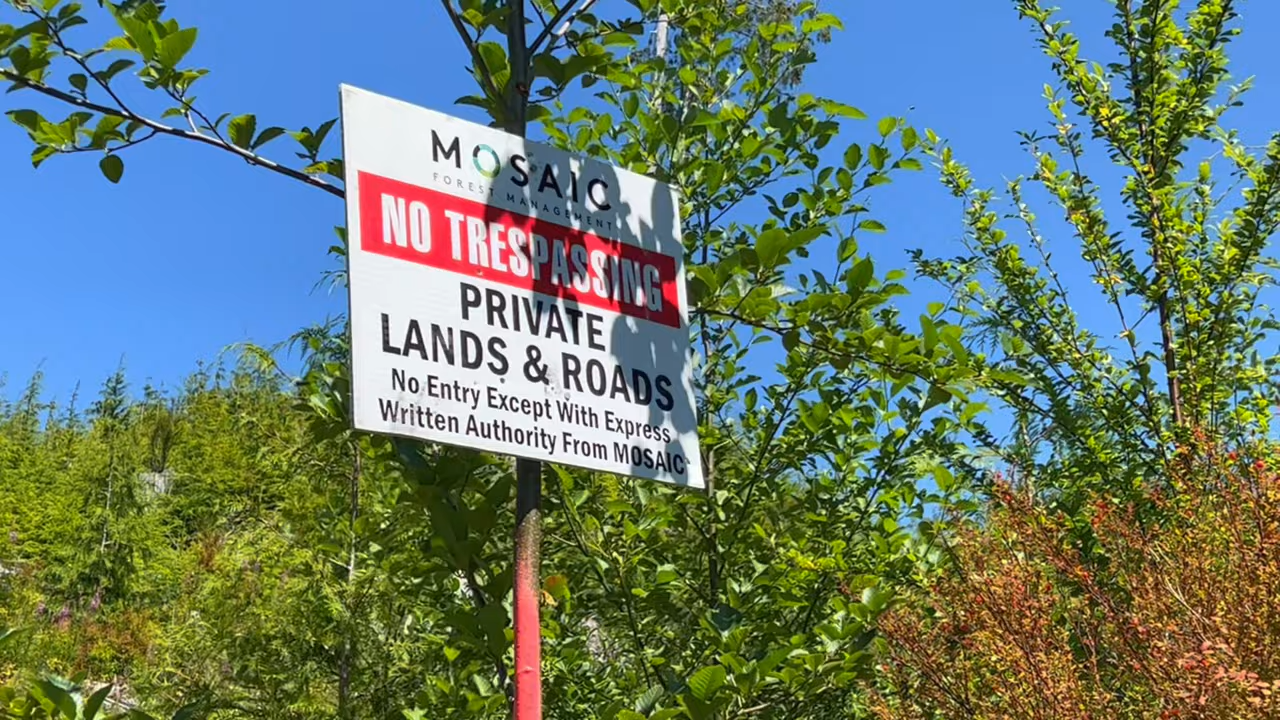 MOSAIC
FOREST MANAGEMENT
NO TRESPASSING
PRIVATE
LANDS & ROADS
No Entry Except With Express
Written Authority From MOSAIC